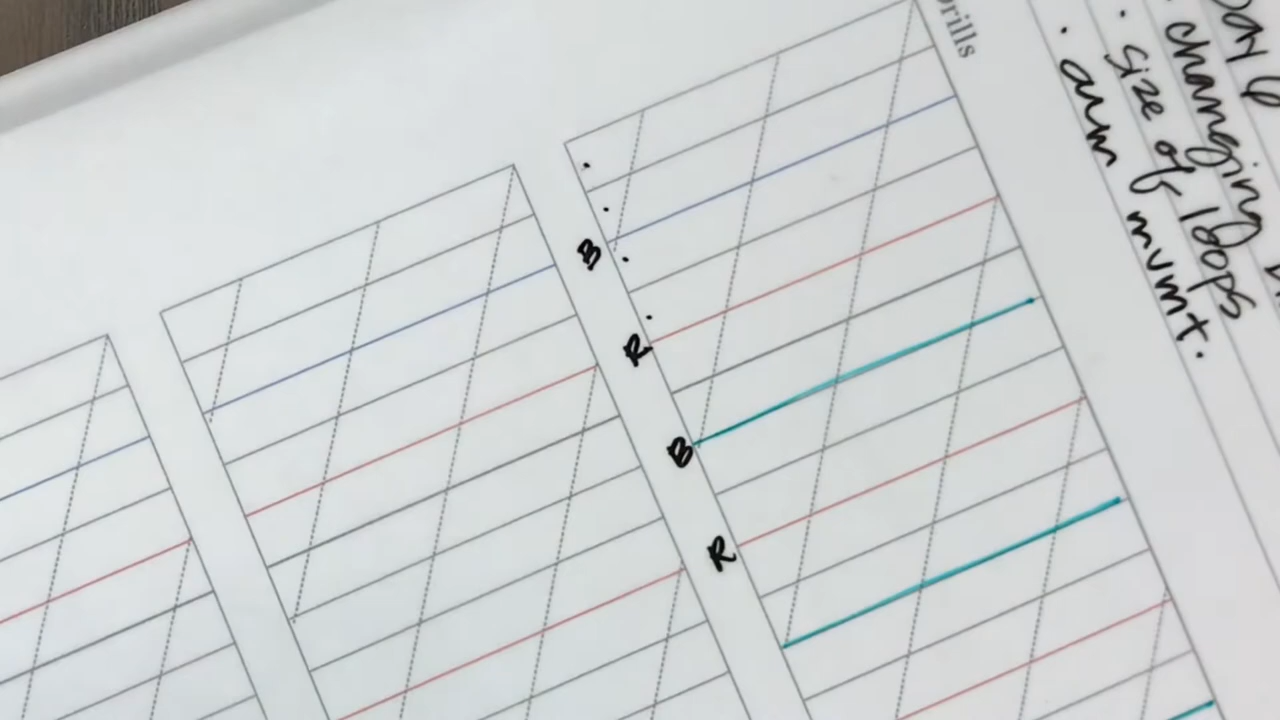 Drills
changing
• size of loops
• arm mvmt.
B
R
B
R